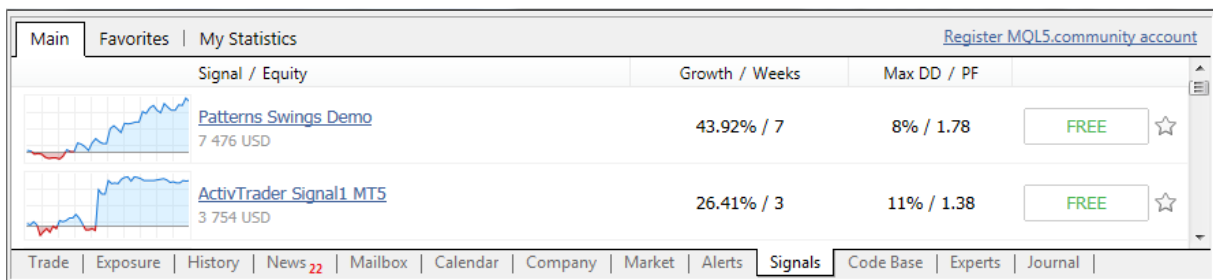 Main Favorites | My Statistics Register MQL5.community account
Signal / Equity Growth / Weeks Max DD / PF
Patterns Swings Demo 43.92% / 7 8% / 1.78 FREE
7 476 USD
ActivTrader Signal1 MT5 26.41% / 3 11% / 1.38 FREE
3 754 USD
Trade | Exposure | History | News 22 | Mailbox | Calendar | Company | Market | Alerts | Signals | Code Base | Experts | Journal |